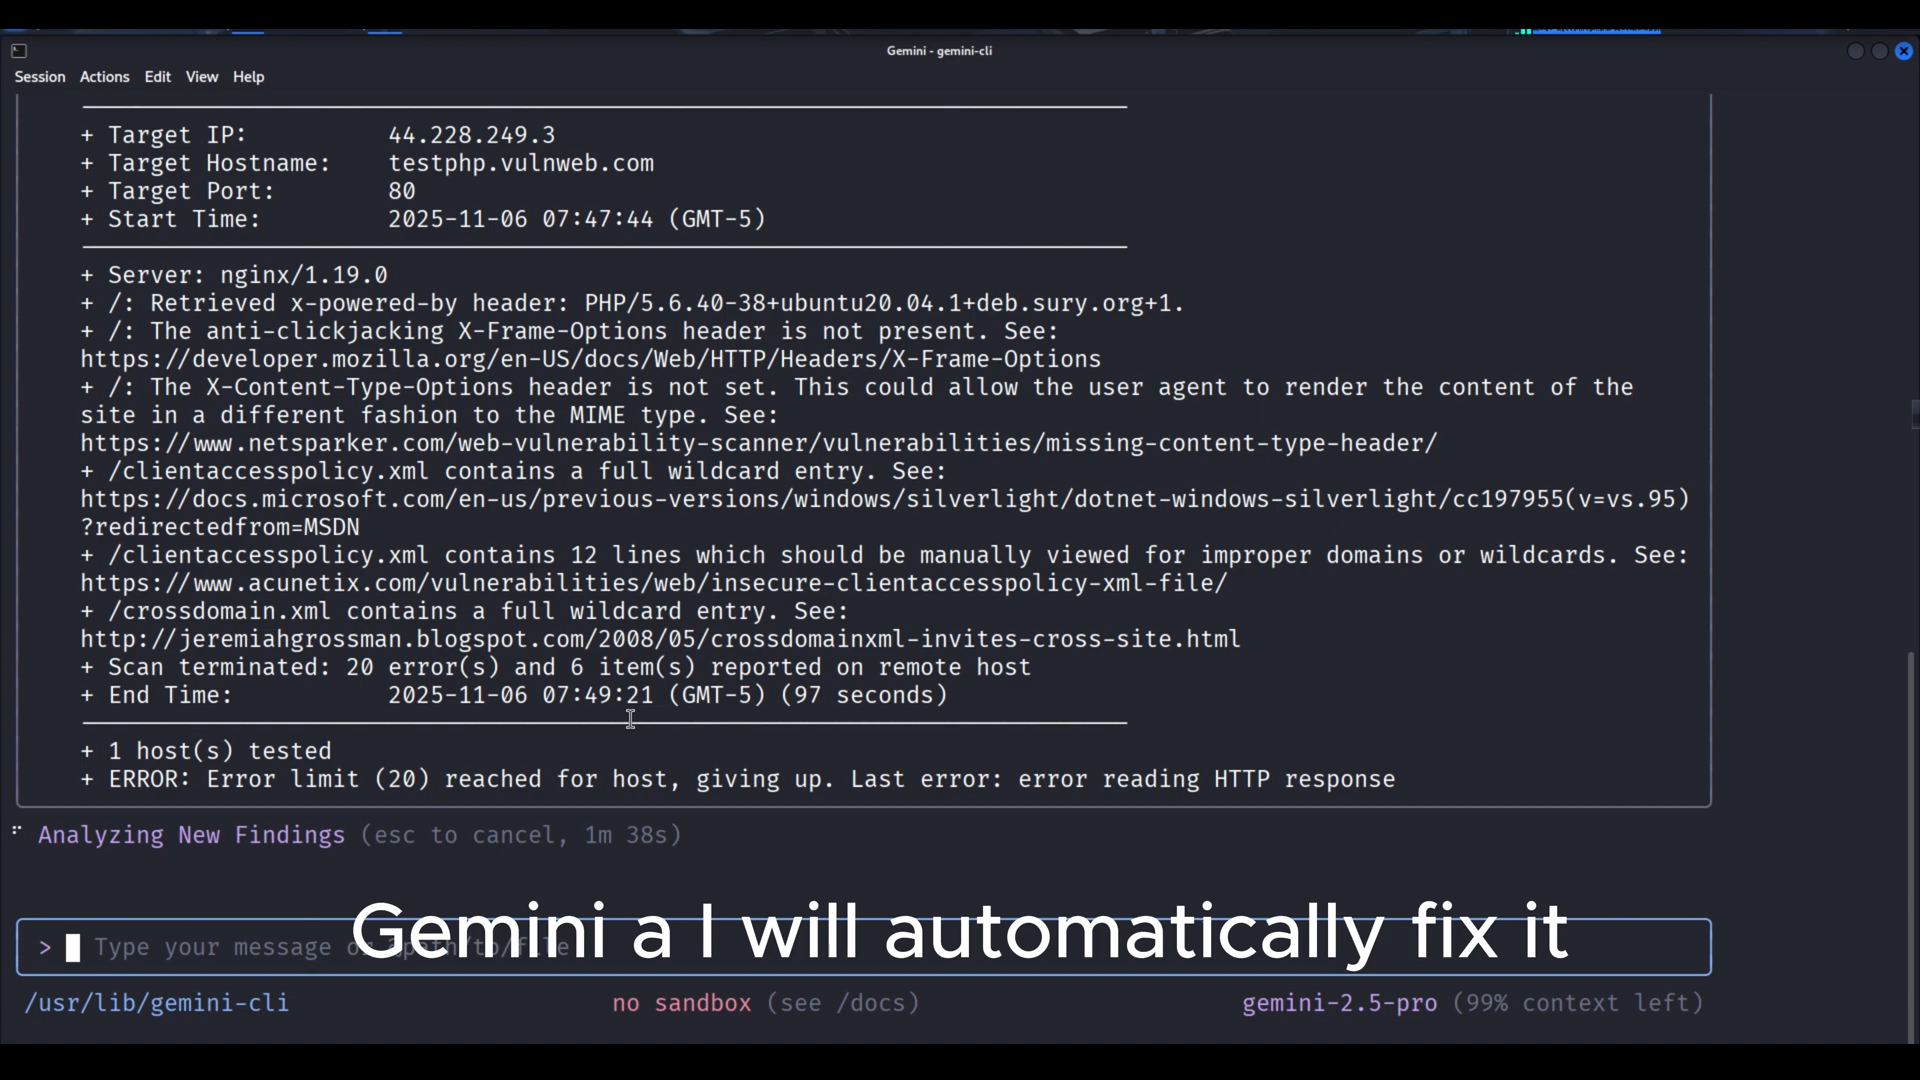 Gemini - gemini-cli
Session Actions Edit View Help
+ Target IP: 44.228.249.3
+ Target Hostname: testphp.vulnweb.com
+ Target Port: 80
+ Start Time: 2025-11-06 07:47:44 (GMT-5)
+ Server: nginx/1.19.0
+ /: Retrieved x-powered-by header: PHP/5.6.40-38+ubuntu20.04.1+deb.sury.org+1.
+ /: The anti-clickjacking X-Frame-Options header is not present. See:
https://developer.mozilla.org/en-US/docs/Web/HTTP/Headers/X-Frame-Options
+ /: The X-Content-Type-Options header is not set. This could allow the user agent to render the content of the
site in a different fashion to the MIME type. See:
https://www.netsparker.com/web-vulnerability-scanner/vulnerabilities/missing-content-type-header/
+ /clientaccesspolicy.xml contains a full wildcard entry. See:
https://docs.microsoft.com/en-us/previous-versions/windows/silverlight/dotnet-windows-silverlight/cc197955(v=vs.95)
?redirectedfrom=MSDN
+ /clientaccesspolicy.xml contains 12 lines which should be manually viewed for improper domains or wildcards. See:
https://www.acunetix.com/vulnerabilities/web/insecure-clientaccesspolicy-xml-file/
+ /crossdomain.xml contains a full wildcard entry. See:
http://jeremiahgrossman.blogspot.com/2008/05/crossdomainxml-invites-cross-site.html
+ Scan terminated: 20 error(s) and 6 item(s) reported on remote host
+ End Time: 2025-11-06 07:49:21 (GMT-5) (97 seconds)
+ 1 host(s) tested
+ ERROR: Error limit (20) reached for host, giving up. Last error: error reading HTTP response
Analyzing New Findings (esc to cancel, 1m 38s)
Gemini a I will automatically fix it
> Type your message or @path/to/file
/usr/lib/gemini-cli no sandbox (see /docs) gemini-2.5-pro (99% context left)